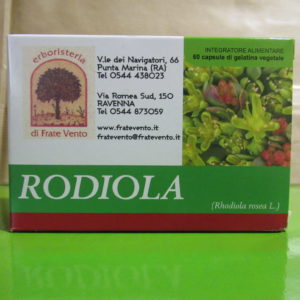 erboristeria
di Frate Vento
V.le dei Navigatori, 66
Punta Marina (RA)
Tel 0544 438023
Via Romea Sud, 150
RAVENNA
Tel 0544 873059
www.fratevento.it
fratevento@fratevento.it
INTEGRATORE ALIMENTARE
60 capsule di gelatina vegetale
RODIOLA
(Rhodiola rosea L.)